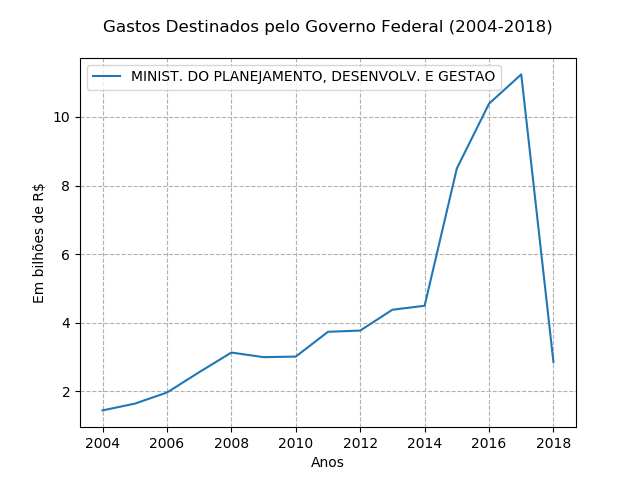 Gastos Destinados pelo Governo Federal (2004-2018)
MINIST. DO PLANEJAMENTO, DESENVOLV. E GESTAO
Em bilhões de R$
10
8
6
4
2
2004 2006 2008 2010 2012 2014 2016 2018
Anos